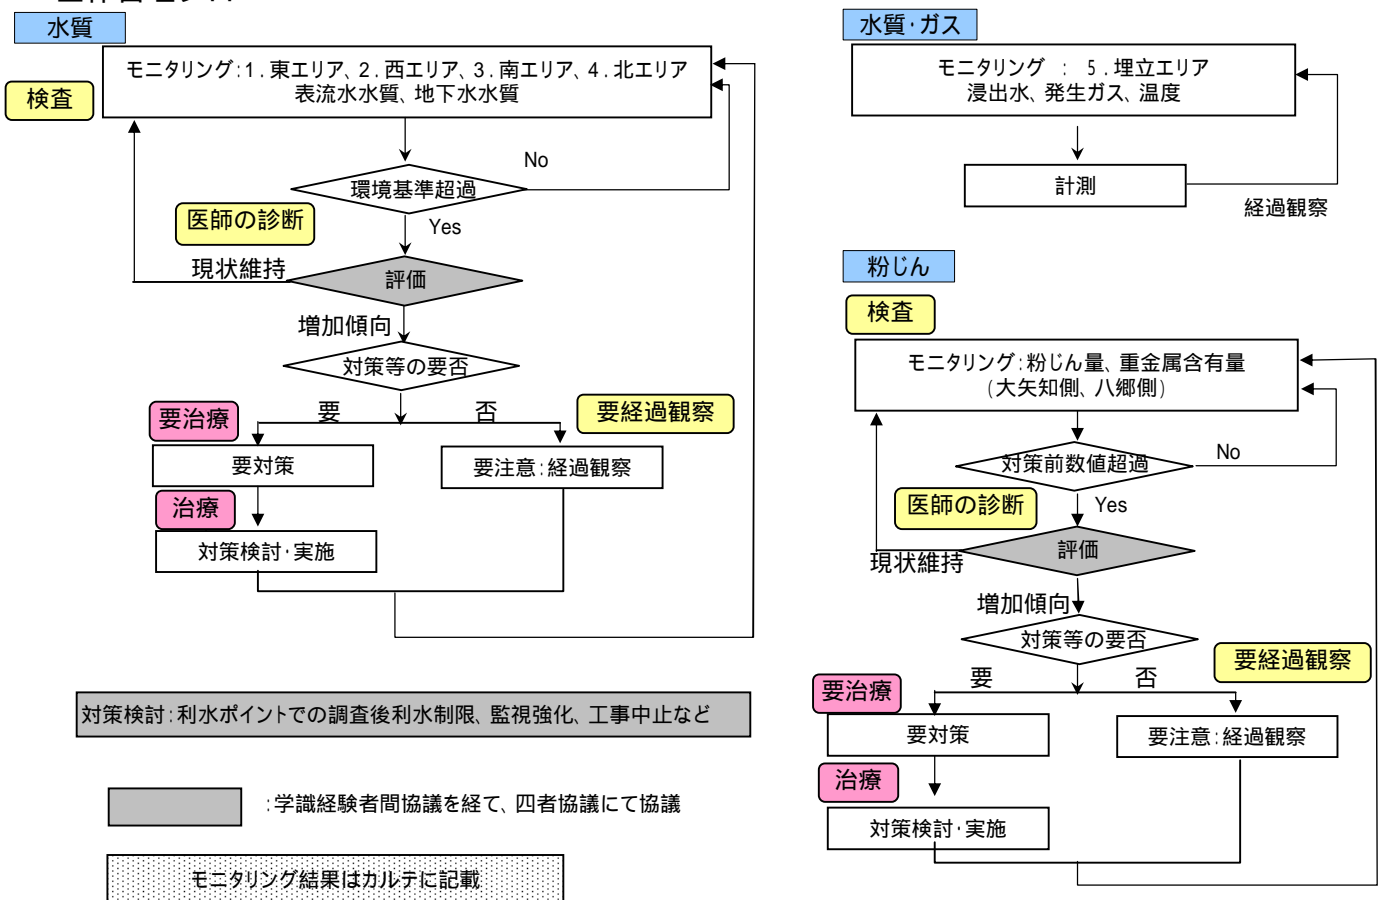 水質
モニタリング:1.東エリア、2.西エリア、3.南エリア、4.北エリア
表流水水質、地下水水質
検査
No
環境基準超過
医師の診断
Yes
現状維持
評価
増加傾向
対策等の要否
要
否
要治療
要経過観察
要対策
要注意:経過観察
治療
対策検討・実施
対策検討:利水ポイントでの調査後利水制限、監視強化、工事中止など
:学識経験者間協議を経て、四者協議にて協議
モニタリング結果はカルテに記載
水質・ガス
モニタリング : 5.埋立エリア
浸出水、発生ガス、温度
計測
経過観察
粉じん
検査
モニタリング:粉じん量、重金属含有量
(大矢知側、八郷側)
対策前数値超過
No
医師の診断
Yes
評価
現状維持
増加傾向
対策等の要否
要
否
要経過観察
要治療
要対策
要注意:経過観察
治療
対策検討・実施